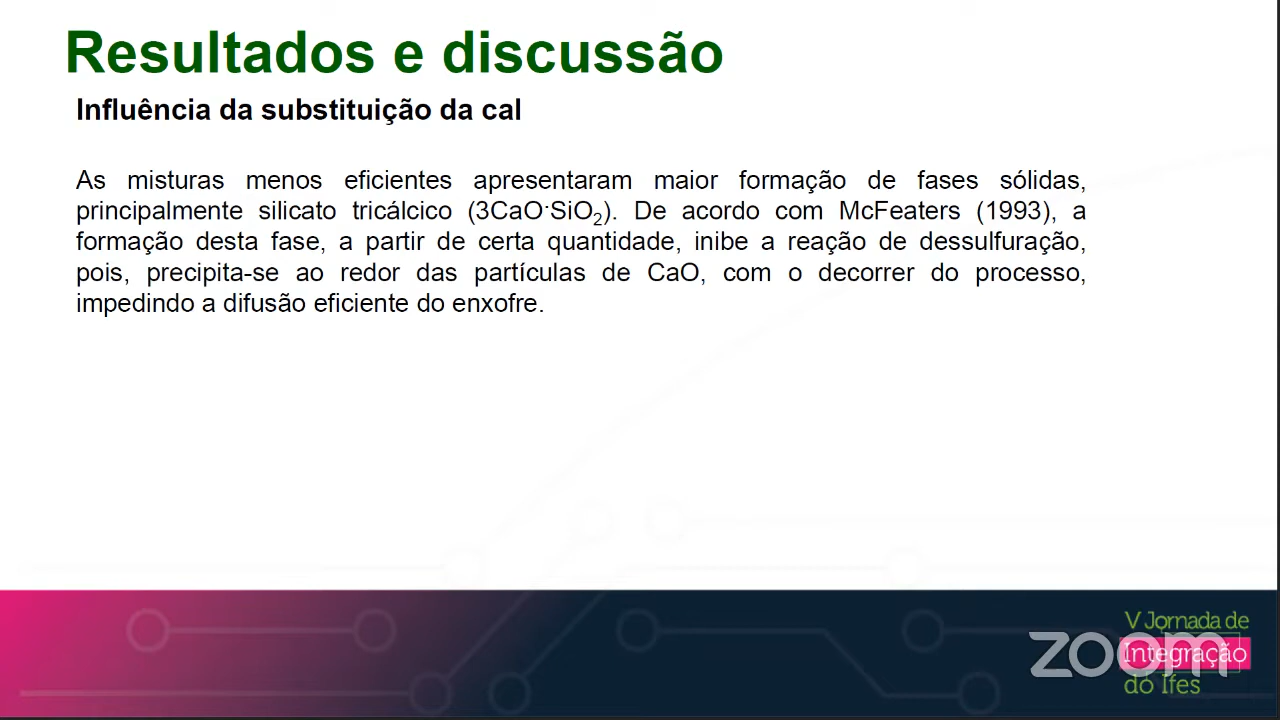 Resultados e discussão
Influência da substituição da cal
As misturas menos eficientes apresentaram maior formação de fases sólidas,
principalmente silicato tricálcico (3CaO·SiO₂). De acordo com McFeaters (1993), a
formação desta fase, a partir de certa quantidade, inibe a reação de dessulfuração,
pois, precipita-se ao redor das partículas de CaO, com o decorrer do processo,
impedindo a difusão eficiente do enxofre.
V Jornada de
Integração
do Ifes
zoom